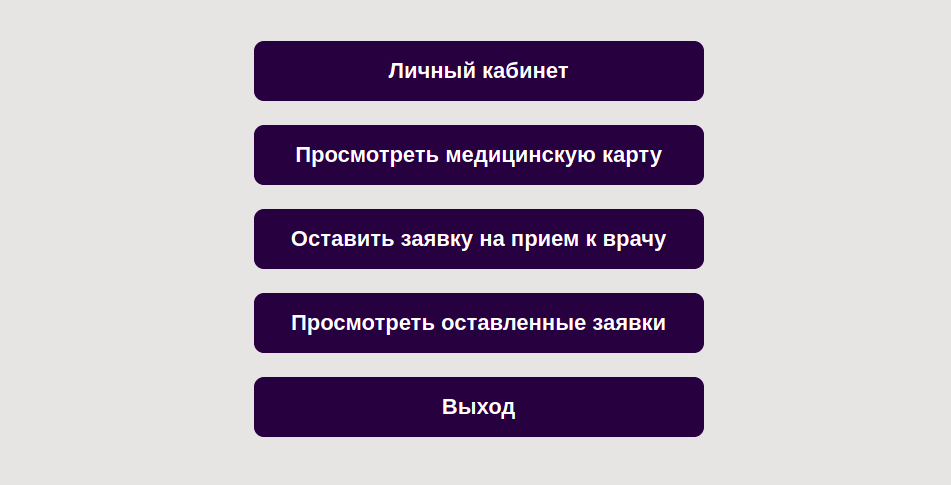 Личный кабинет
Просмотреть медицинскую карту
Оставить заявку на прием к врачу
Просмотреть оставленные заявки
Выход